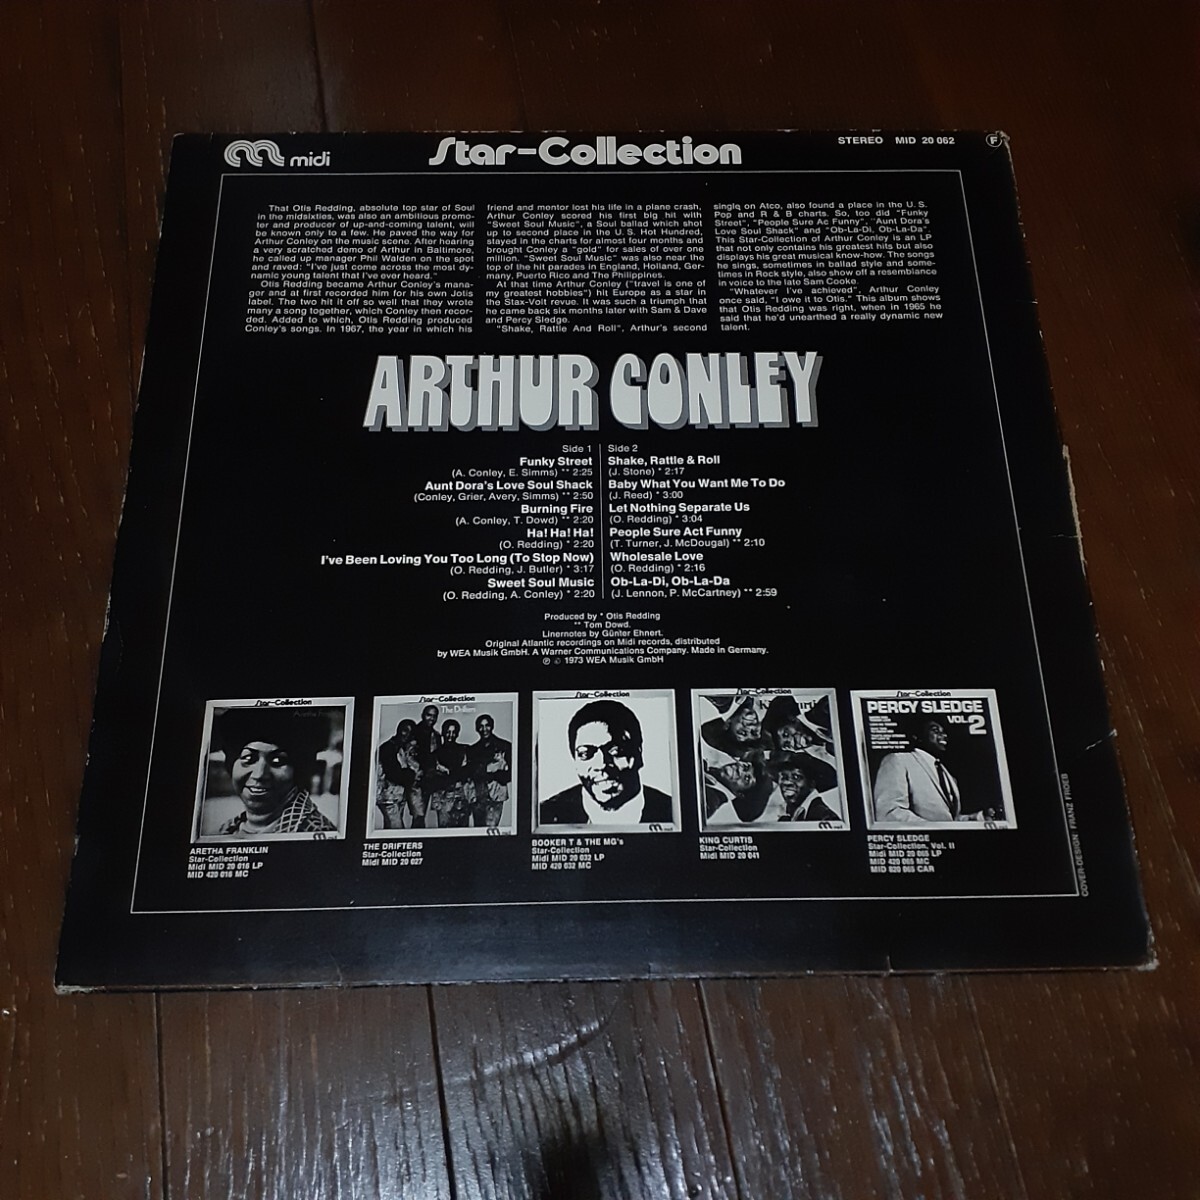 midi
Star-Collection
STEREO MID 20 062 F
That Otis Redding, absolute top star of Soul
in the midsixties, was also an ambitious promo-
ter and producer of up-and-coming talent, will
be known only to a few. He paved the way for
Arthur Conley on the music scene. After hearing
a very scratched demo of Arthur in Baltimore,
he called up manager Phil Walden on the spot
and raved: "I've just come across the most dy-
namic young talent that I've ever heard."
Otis Redding became Arthur Conley's mana-
ger and at first recorded him for his own Jotis
label. The two hit it off so well that they wrote
many a song together, which Conley then recor-
ded. Added to which, Otis Redding produced
Conley's songs. In 1967, the year in which his
friend and mentor lost his life in a plane crash,
Arthur Conley scored his first big hit with
"Sweet Soul Music", a Soul ballad which shot
up to second place in the U. S. Hot Hundred,
stayed in the charts for almost four months and
brought Conley a "gold" for sales of over one
million. "Sweet Soul Music" was also near the
top of the hit parades in England, Holland, Ger-
many, Puerto Rico and The Philippines.
At that time Arthur Conley ("travel is one of
my greatest hobbies") hit Europe as a star in
the Stax-Volt revue. It was such a triumph that
he came back six months later with Sam & Dave
and Percy Sledge.
"Shake, Rattle And Roll", Arthur's second
singlq on Atco, also found a place in the U. S.
Pop and R & B charts. So, too did "Funky
Street", "People Sure Ac Funny", "Aunt Dora's
Love Soul Shack" and "Ob-La-Di, Ob-La-Da".
This Star-Collection of Arthur Conley is an LP
that not only contains his greatest hits but also
displays his great musical know-how. The songs
he sings, sometimes in ballad style and some-
times in Rock style, also show off a resemblance
in voice to the late Sam Cooke.
"Whatever I've achieved", Arthur Conley
once said, "I owe it to Otis." This album shows
that Otis Redding was right, when in 1965 he
said that he'd unearthed a really dynamic new
talent.
ARTHUR CONLEY
Side 1
Funky Street
(A. Conley, E. Simms) ** 2:25
Aunt Dora's Love Soul Shack
(Conley, Grier, Avery, Simms) ** 2:50
Burning Fire
(A. Conley, T. Dowd) ** 2:20
Ha! Ha! Ha!
(O. Redding) * 2:20
I've Been Loving You Too Long (To Stop Now)
(O. Redding, J. Butler) * 3:17
Sweet Soul Music
(O. Redding, A. Conley) * 2:20
Side 2
Shake, Rattle & Roll
(J. Stone) * 2:17
Baby What You Want Me To Do
(J. Reed) * 3:00
Let Nothing Separate Us
(O. Redding) * 3:04
People Sure Act Funny
(T. Turner, J. McDougal) ** 2:10
Wholesale Love
(O. Redding) * 2:16
Ob-La-Di, Ob-La-Da
(J. Lennon, P. McCartney) ** 2:59
Produced by * Otis Redding
** Tom Dowd.
Linernotes by Günter Ehnert.
Original Atlantic recordings on Midi records, distributed
by WEA Musik GmbH. A Warner Communications Company. Made in Germany.
℗ © 1973 WEA Musik GmbH
Star-Collection
Star-Collection
The Drifters
Star-Collection
Star-Collection
Star-Collection
PERCY SLEDGE
VOL 2
ARETHA FRANKLIN
Star-Collection
Midi MID 20 016 LP
MID 420 016 MC
THE DRIFTERS
Star-Collection
Midi MID 20 027
BOOKER T & THE MG's
Star-Collection
Midi MID 20 032 LP
MID 420 032 MC
KING CURTIS
Star-Collection
Midi MID 20 041
PERCY SLEDGE
Star-Collection, Vol. II
Midi MID 20 065 LP
MID 420 065 MC
MID 820 065 CAR
COVER-DESIGN FRANZ FROEB